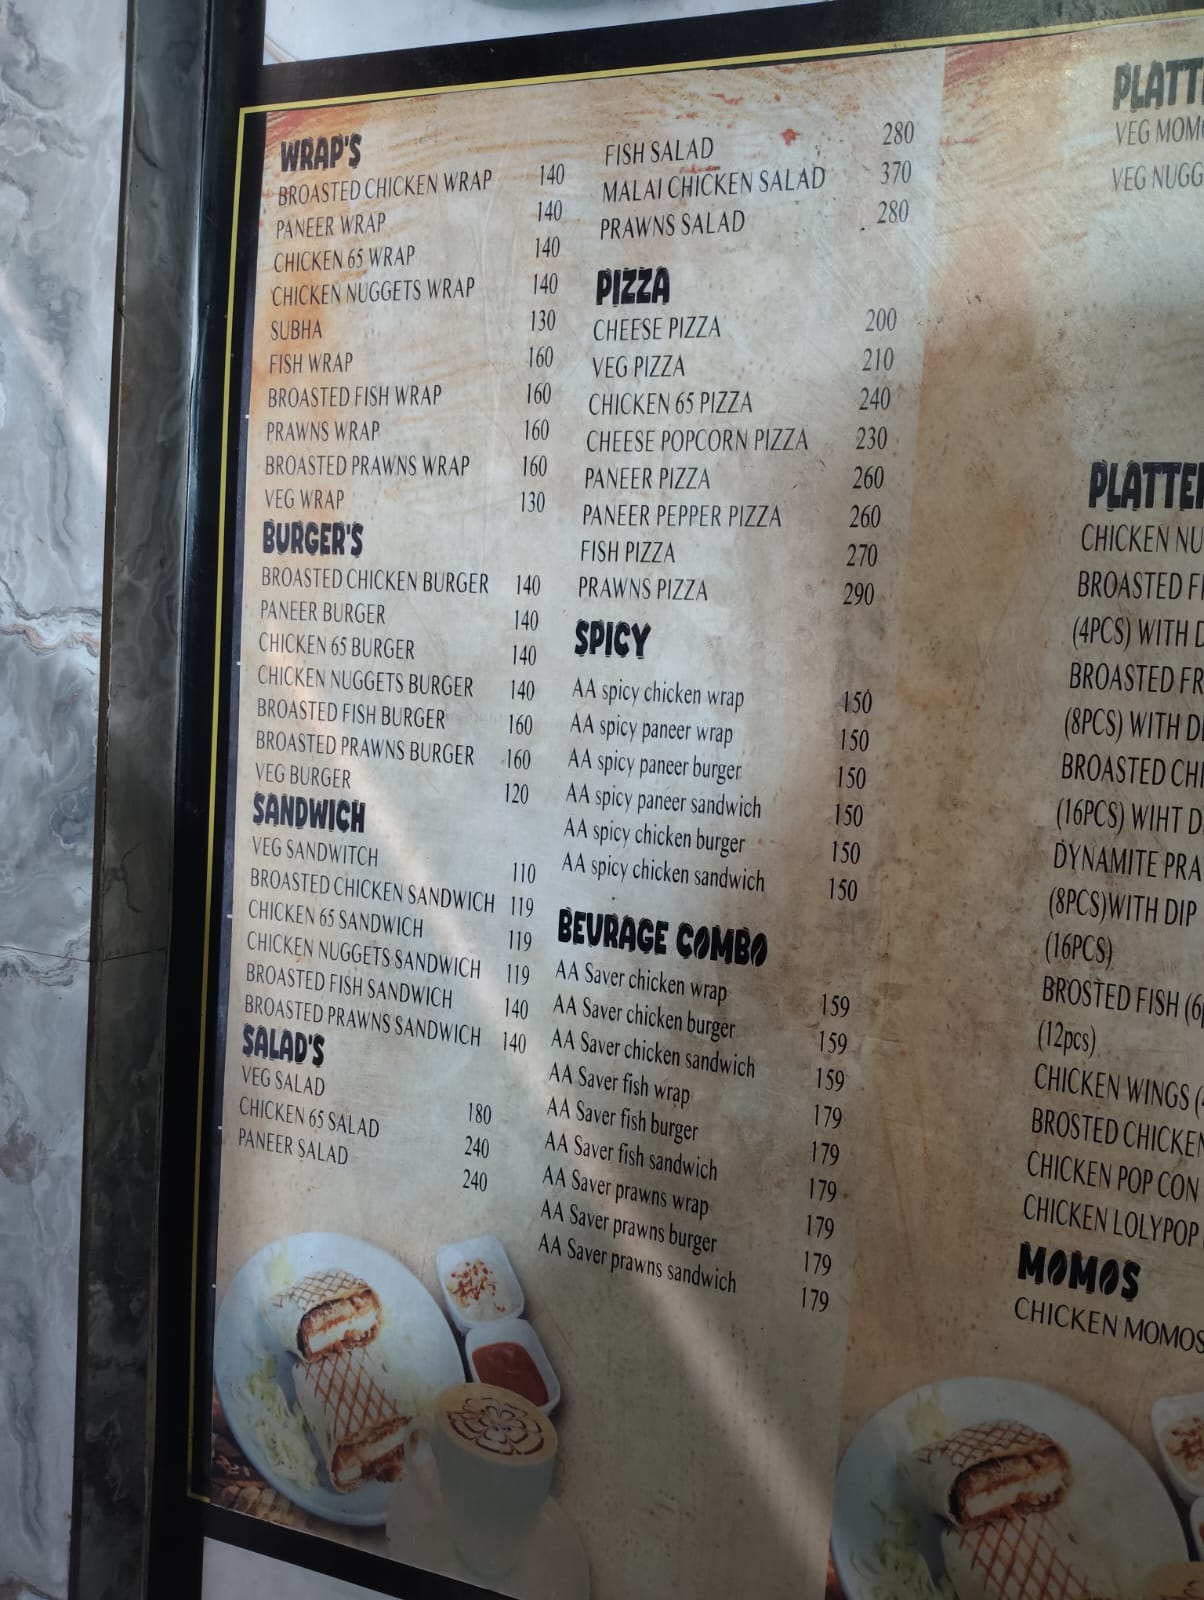 WRAP'S
BROASTED CHICKEN WRAP 140
PANEER WRAP 140
CHICKEN 65 WRAP 140
CHICKEN NUGGETS WRAP 140
SUBHA 130
FISH WRAP 160
BROASTED FISH WRAP 160
PRAWNS WRAP 160
BROASTED PRAWNS WRAP 160
VEG WRAP 130
BURGER'S
BROASTED CHICKEN BURGER 140
PANEER BURGER 140
CHICKEN 65 BURGER 140
CHICKEN NUGGETS BURGER 140
BROASTED FISH BURGER 160
BROASTED PRAWNS BURGER 160
VEG BURGER 120
SANDWICH
VEG SANDWITCH 110
BROASTED CHICKEN SANDWICH 119
CHICKEN 65 SANDWICH 119
CHICKEN NUGGETS SANDWICH 119
BROASTED FISH SANDWICH 140
BROASTED PRAWNS SANDWICH 140
SALAD'S
VEG SALAD 180
CHICKEN 65 SALAD 240
PANEER SALAD 240
FISH SALAD 280
MALAI CHICKEN SALAD 370
PRAWNS SALAD 280
PIZZA
CHEESE PIZZA 200
VEG PIZZA 210
CHICKEN 65 PIZZA 240
CHEESE POPCORN PIZZA 230
PANEER PIZZA 260
PANEER PEPPER PIZZA 260
FISH PIZZA 270
PRAWNS PIZZA 290
SPICY
AA spicy chicken wrap 150
AA spicy paneer wrap 150
AA spicy paneer burger 150
AA spicy paneer sandwich 150
AA spicy chicken burger 150
AA spicy chicken sandwich 150
BEURAGE COMBO
AA Saver chicken wrap 159
AA Saver chicken burger 159
AA Saver chicken sandwich 159
AA Saver fish wrap 179
AA Saver fish burger 179
AA Saver fish sandwich 179
AA Saver prawns wrap 179
AA Saver prawns burger 179
AA Saver prawns sandwich 179
VEG
VEG
CHICKEN
BROASTED
(4PCS) WITH
BROASTED
(8PCS) WITH
BROASTED
(16PCS) WIHT
DYNAMITE
(8PCS)WITH DIP
(16PCS)
BROSTED FISH
(12pcs)
CHICKEN WINGS
BROSTED CHICKEN
CHICKEN POP CON
CHICKEN LOLYPOP
MOMOS
CHICKEN MOMOS